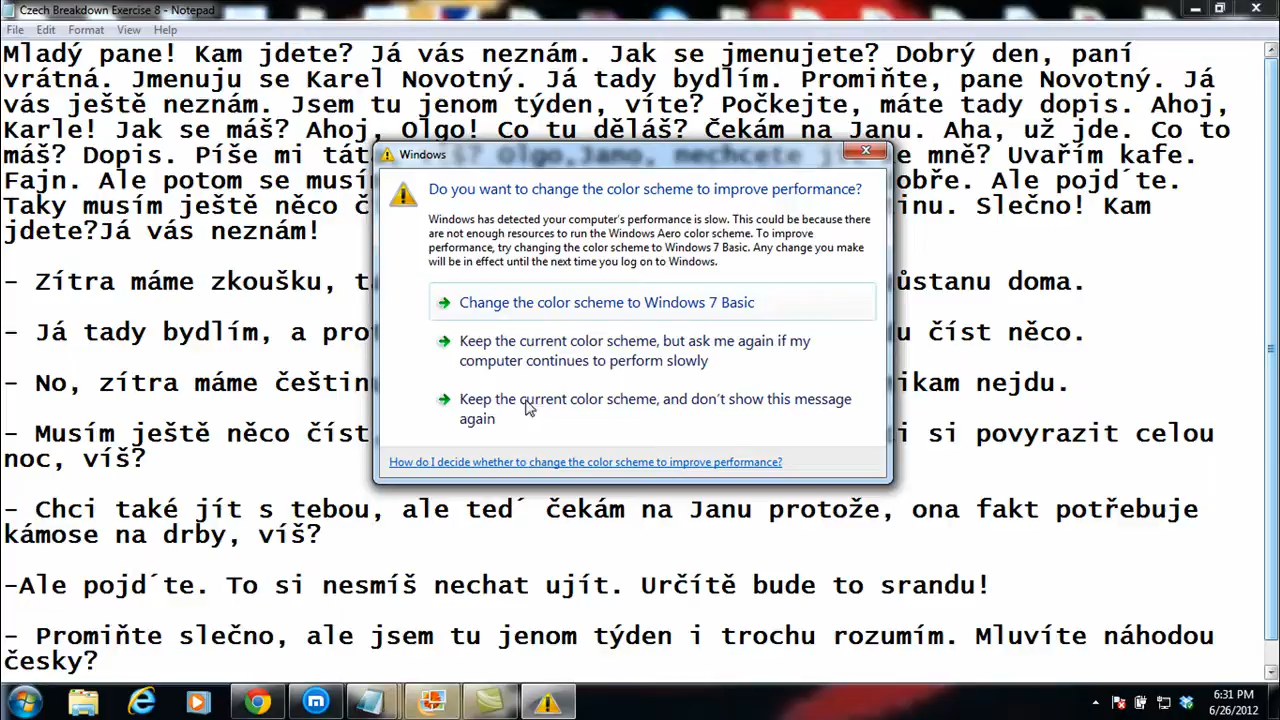 Czech Breakdown Exercise 8 - Notepad
File Edit Format View Help
Mladý pane! Kam jdete? Já vás neznám. Jak se jmenujete? Dobrý den, paní
vrátná. Jmenuju se Karel Novotný. Já tady bydlím. Promiňte, pane Novotný. Já
vás ještě neznám. Jsem tu jenom týden, víte? Počkejte, máte tady dopis. Ahoj,
Karle! Jak se máš? Ahoj, Olgo! Co tu děláš? Čekám na Janu. Aha, už jde. Co to
máš? Dopis. Píše mi tát š? Olgo,Jano, nechcete j e mně? Uvařím kafe.
Fajn. Ale potom se musí obře. Ale pojd´te.
Taky musím ještě něco č inu. Slečno! Kam
jdete?Já vás neznám!
- Zítra máme zkoušku, t ůstanu doma.
- Já tady bydlím, a pro u číst něco.
- No, zítra máme češtin ikam nejdu.
- Musím ještě něco číst i si povyrazit celou
noc, víš?
- Chci také jít s tebou, ale ted´ čekám na Janu protože, ona fakt potřebuje
kámose na drby, víš?
-Ale pojd´te. To si nesmíš nechat ujít. Určítě bude to srandu!
- Promiňte slečno, ale jsem tu jenom týden i trochu rozumím. Mluvíte náhodou
česky?
Windows
Do you want to change the color scheme to improve performance?
Windows has detected your computer's performance is slow. This could be because there
are not enough resources to run the Windows Aero color scheme. To improve
performance, try changing the color scheme to Windows 7 Basic. Any change you make
will be in effect until the next time you log on to Windows.
Change the color scheme to Windows 7 Basic
Keep the current color scheme, but ask me again if my
computer continues to perform slowly
Keep the current color scheme, and don't show this message
again
How do I decide whether to change the color scheme to improve performance?
6:31 PM
6/26/2012